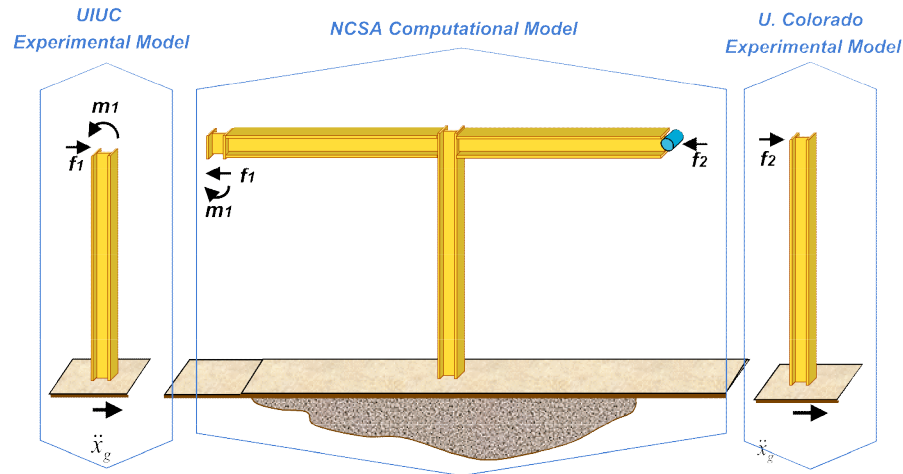 UIUC
Experimental Model
NCSA Computational Model
U. Colorado
Experimental Model
m1
f1
f1
m1
f2
f2
ẍg
ẍg